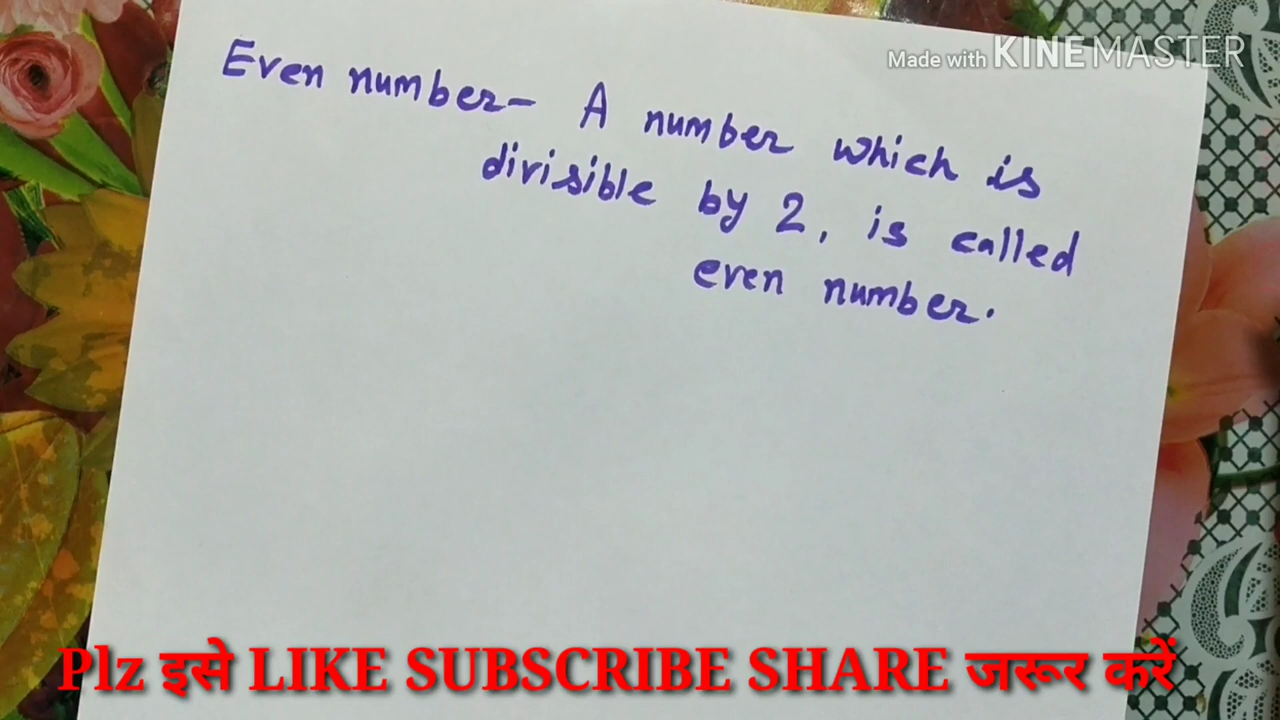 Made with KINEMASTER
Even number- A number which is
divisible by 2, is called
even number.
Plz इसे LIKE SUBSCRIBE SHARE जरूर करें